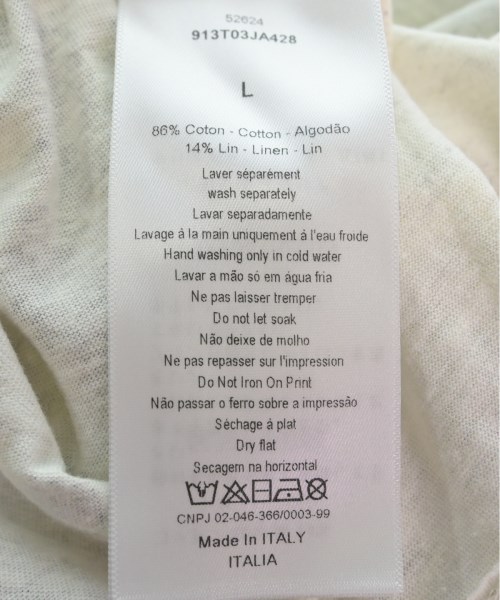 52624
913T03JA428
L
86% Coton - Cotton - Algodão
14% Lin - Linen - Lin
Laver séparément
wash separately
Lavar separadamente
Lavage á la main uniquement á l'eau froide
Hand washing only in cold water
Lavar a mão só em água fria
Ne pas laisser tremper
Do not let soak
Não deixe de molho
Ne pas repasser sur l'impression
Do Not Iron On Print
Não passar o ferro sobre a impressão
Séchage á plat
Dry flat
Secagem na horizontal
CNPJ 02-046-366/0003-99
Made In ITALY
ITALIA